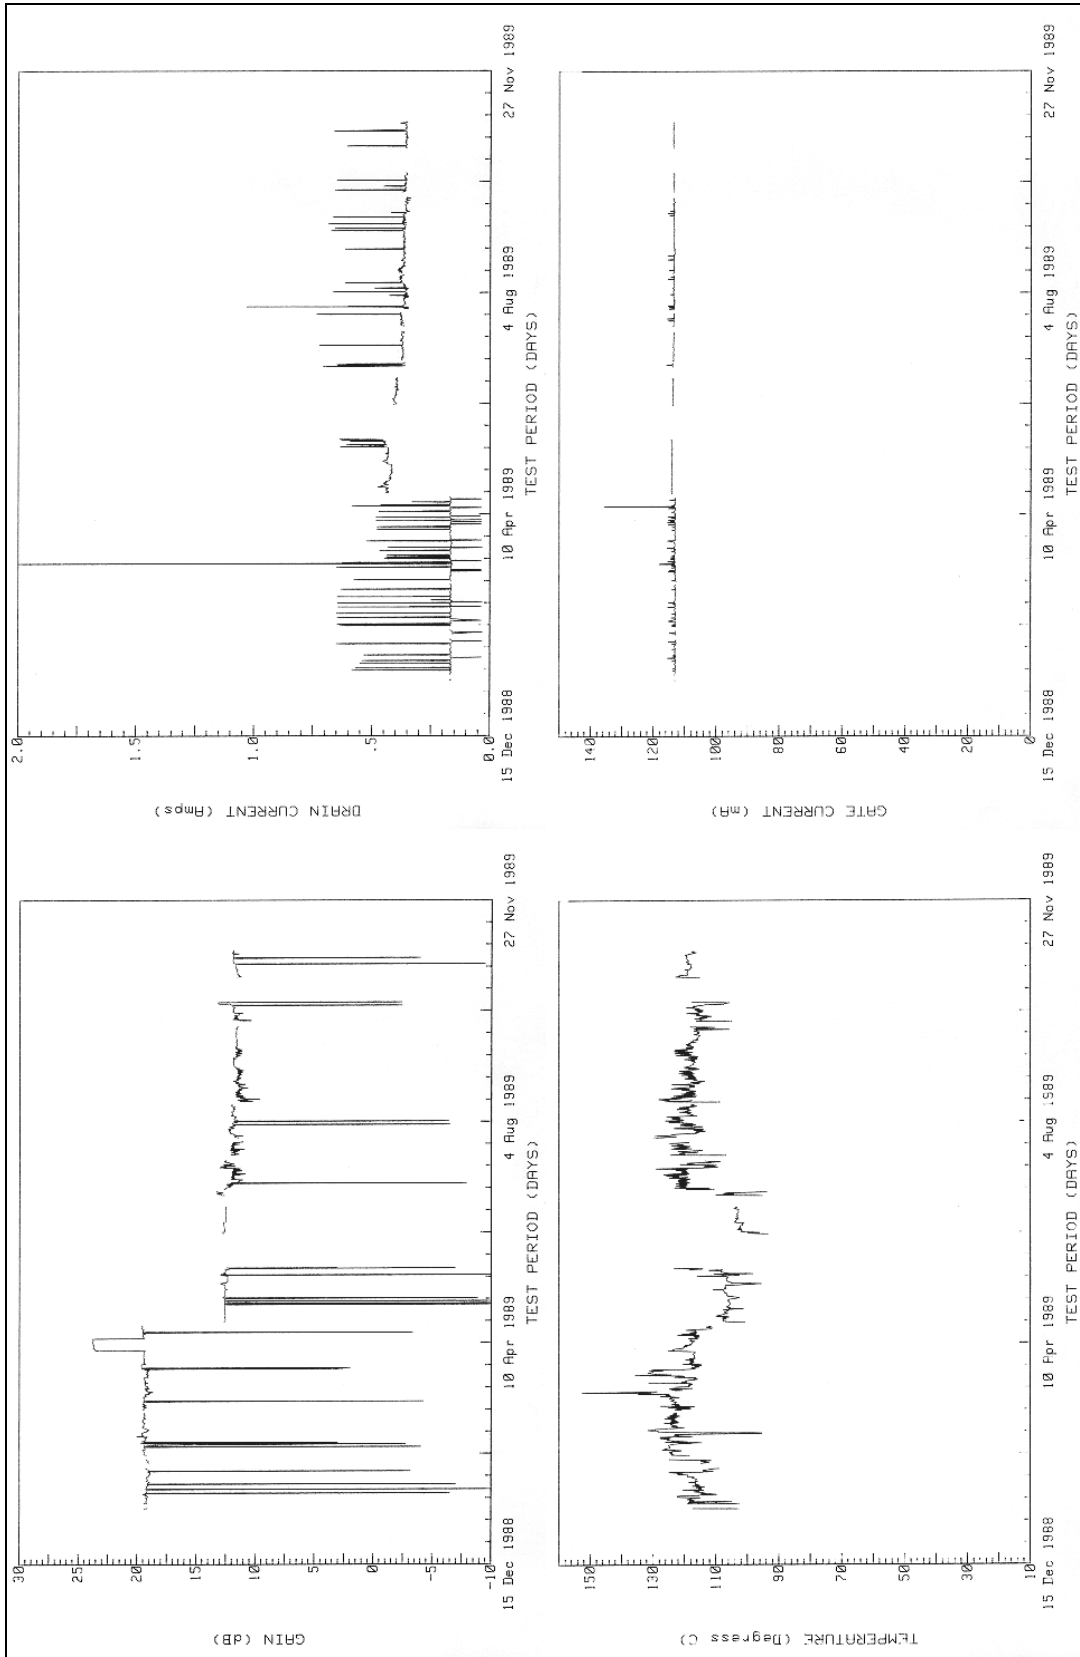 GAIN (dB)
30
20
10
0
-10
15 Dec 1988
10 Apr 1989
4 Aug 1989
27 Nov 1989
TEST PERIOD (DAYS)
DRAIN CURRENT (Amps)
2.0
1.5
1.0
.5
0.0
15 Dec 1988
10 Apr 1989
4 Aug 1989
27 Nov 1989
TEST PERIOD (DAYS)
TEMPERATURE (Degress C)
150
130
110
90
70
50
30
10
15 Dec 1988
10 Apr 1989
4 Aug 1989
27 Nov 1989
TEST PERIOD (DAYS)
GATE CURRENT (mA)
140
120
100
80
60
40
20
0
15 Dec 1988
10 Apr 1989
4 Aug 1989
27 Nov 1989
TEST PERIOD (DAYS)